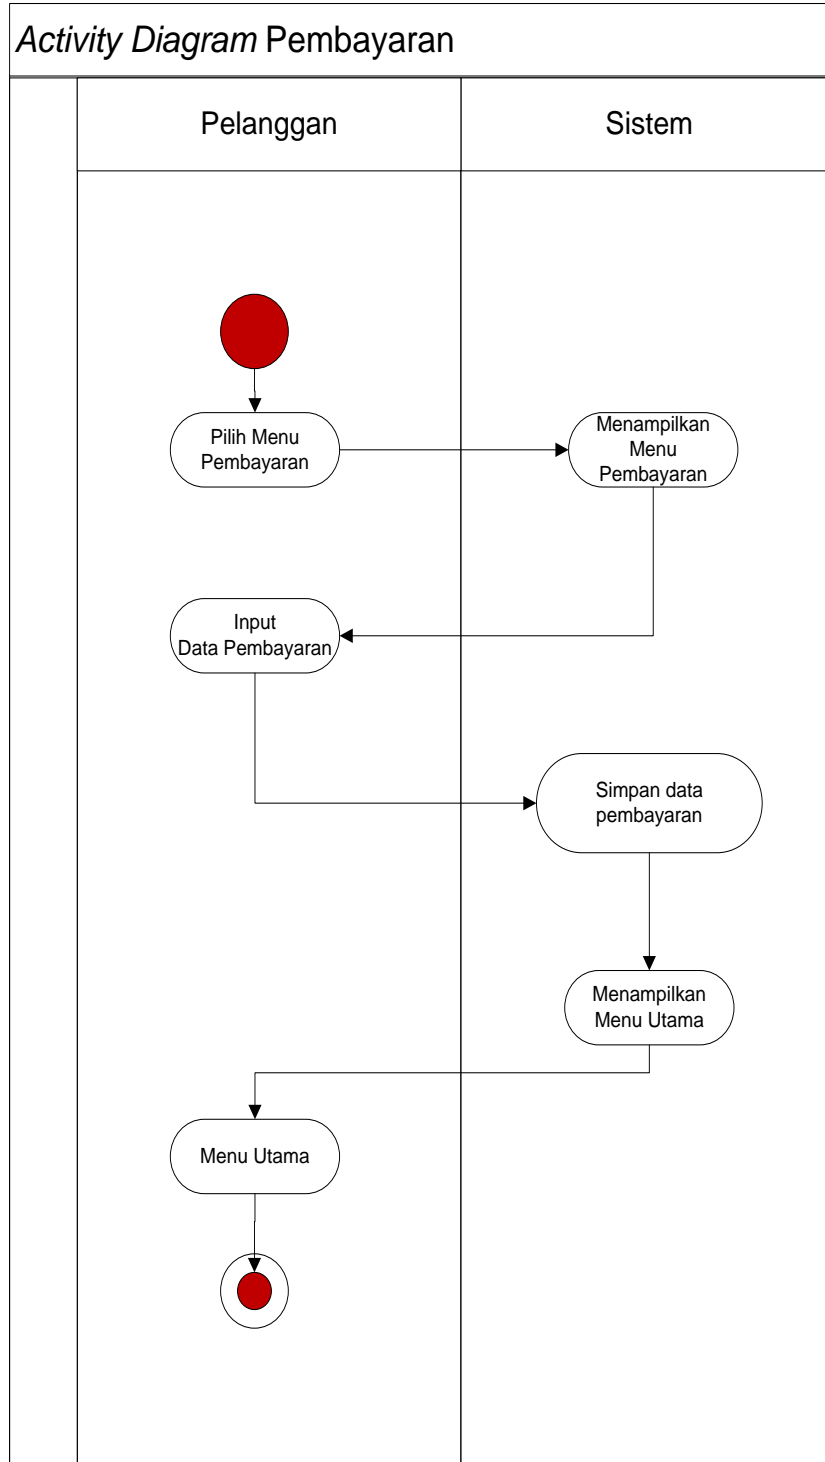 Activity Diagram Pembayaran
Pelanggan
Sistem
Pilih Menu
Pembayaran
Menampilkan
Menu
Pembayaran
Input
Data Pembayaran
Simpan data
pembayaran
Menampilkan
Menu Utama
Menu Utama